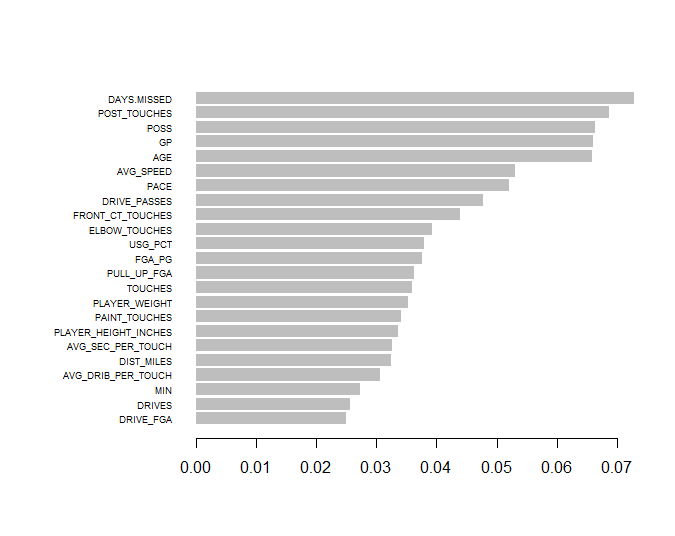 DAYS.MISSED
POST_TOUCHES
POSS
GP
AGE
AVG_SPEED
PACE
DRIVE_PASSES
FRONT_CT_TOUCHES
ELBOW_TOUCHES
USG_PCT
FGA_PG
PULL_UP_FGA
TOUCHES
PLAYER_WEIGHT
PAINT_TOUCHES
PLAYER_HEIGHT_INCHES
AVG_SEC_PER_TOUCH
DIST_MILES
AVG_DRIB_PER_TOUCH
MIN
DRIVES
DRIVE_FGA
0.00 0.01 0.02 0.03 0.04 0.05 0.06 0.07